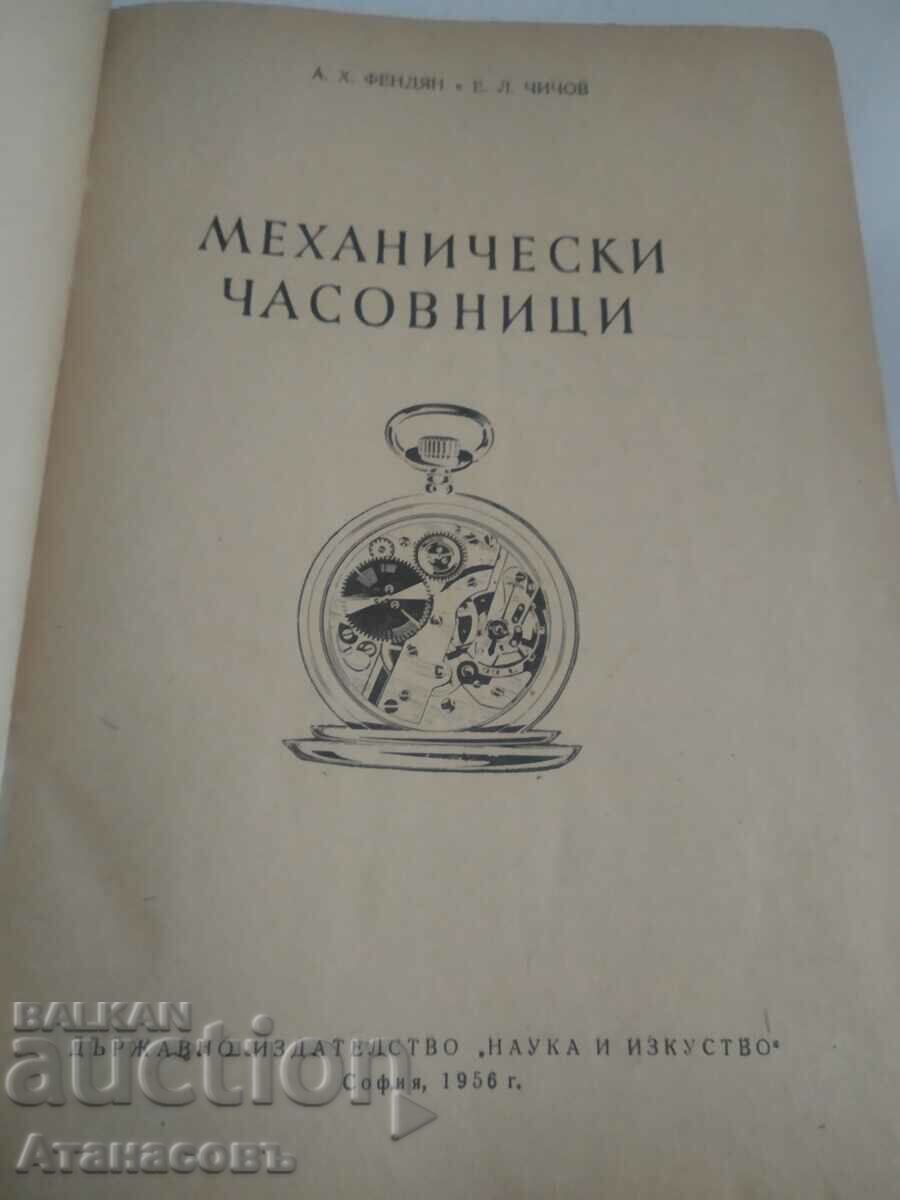 А. Х. ФЕНДЯН • Е. Л. ЧИЧОВ
МЕХАНИЧЕСКИ
ЧАСОВНИЦИ
ДЪРЖАВНО ИЗДАТЕЛСТВО „НАУКА И ИЗКУСТВО“
София, 1956 г.
BALKAN
auction
Атанасовъ